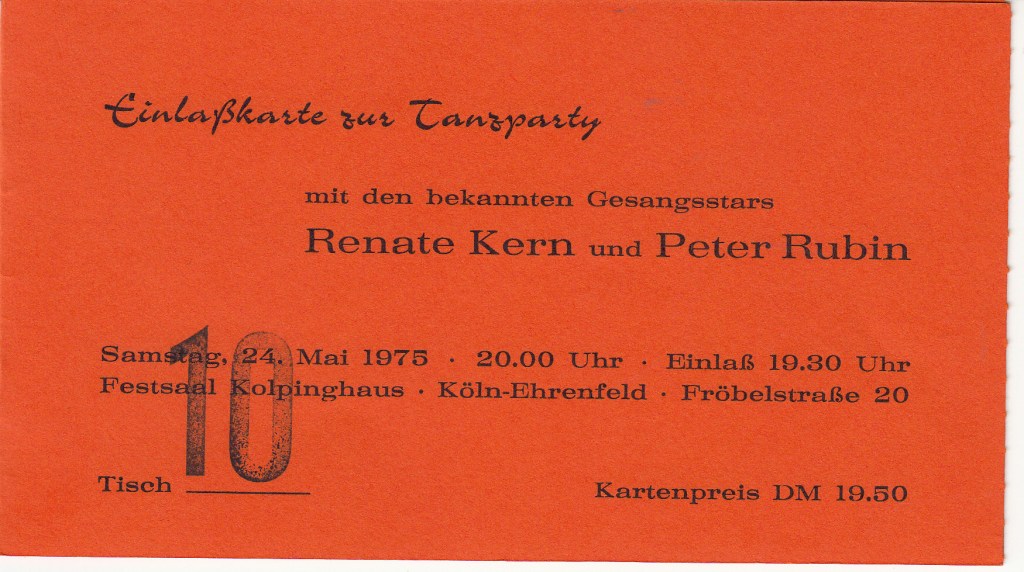 Einlaßkarte zur Tanzparty
mit den bekannten Gesangsstars
Renate Kern und Peter Rubin
Samstag, 24. Mai 1975 · 20.00 Uhr · Einlaß 19.30 Uhr
Festsaal Kolpinghaus · Köln-Ehrenfeld · Fröbelstraße 20
10
Tisch ________ Kartenpreis DM 19.50